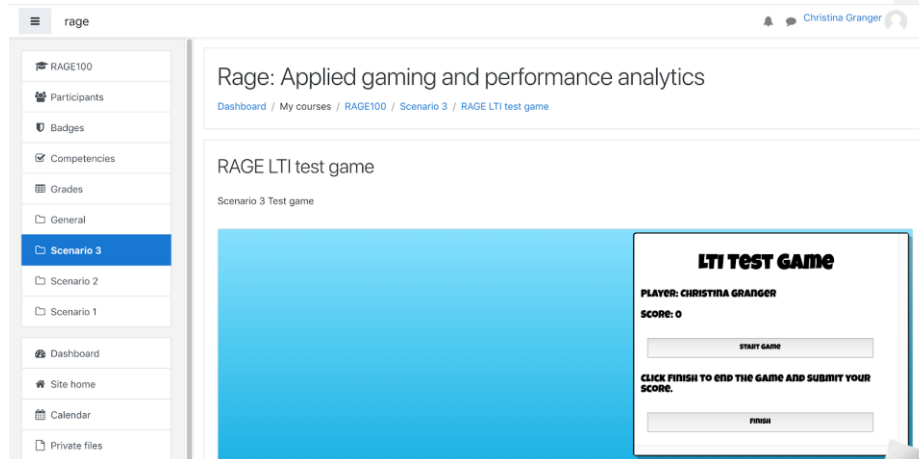 rage
Christina Granger
RAGE100
Participants
Badges
Competencies
Grades
General
Scenario 3
Scenario 2
Scenario 1
Dashboard
Site home
Calendar
Private files
Rage: Applied gaming and performance analytics
Dashboard / My courses / RAGE100 / Scenario 3 / RAGE LTI test game
RAGE LTI test game
Scenario 3 Test game
LTI TEST GAME
PLAYER: CHRISTINA GRANGER
SCORE: 0
START GAME
CLICK FINISH TO END THE GAME AND SUBMIT YOUR
SCORE.
FINISH